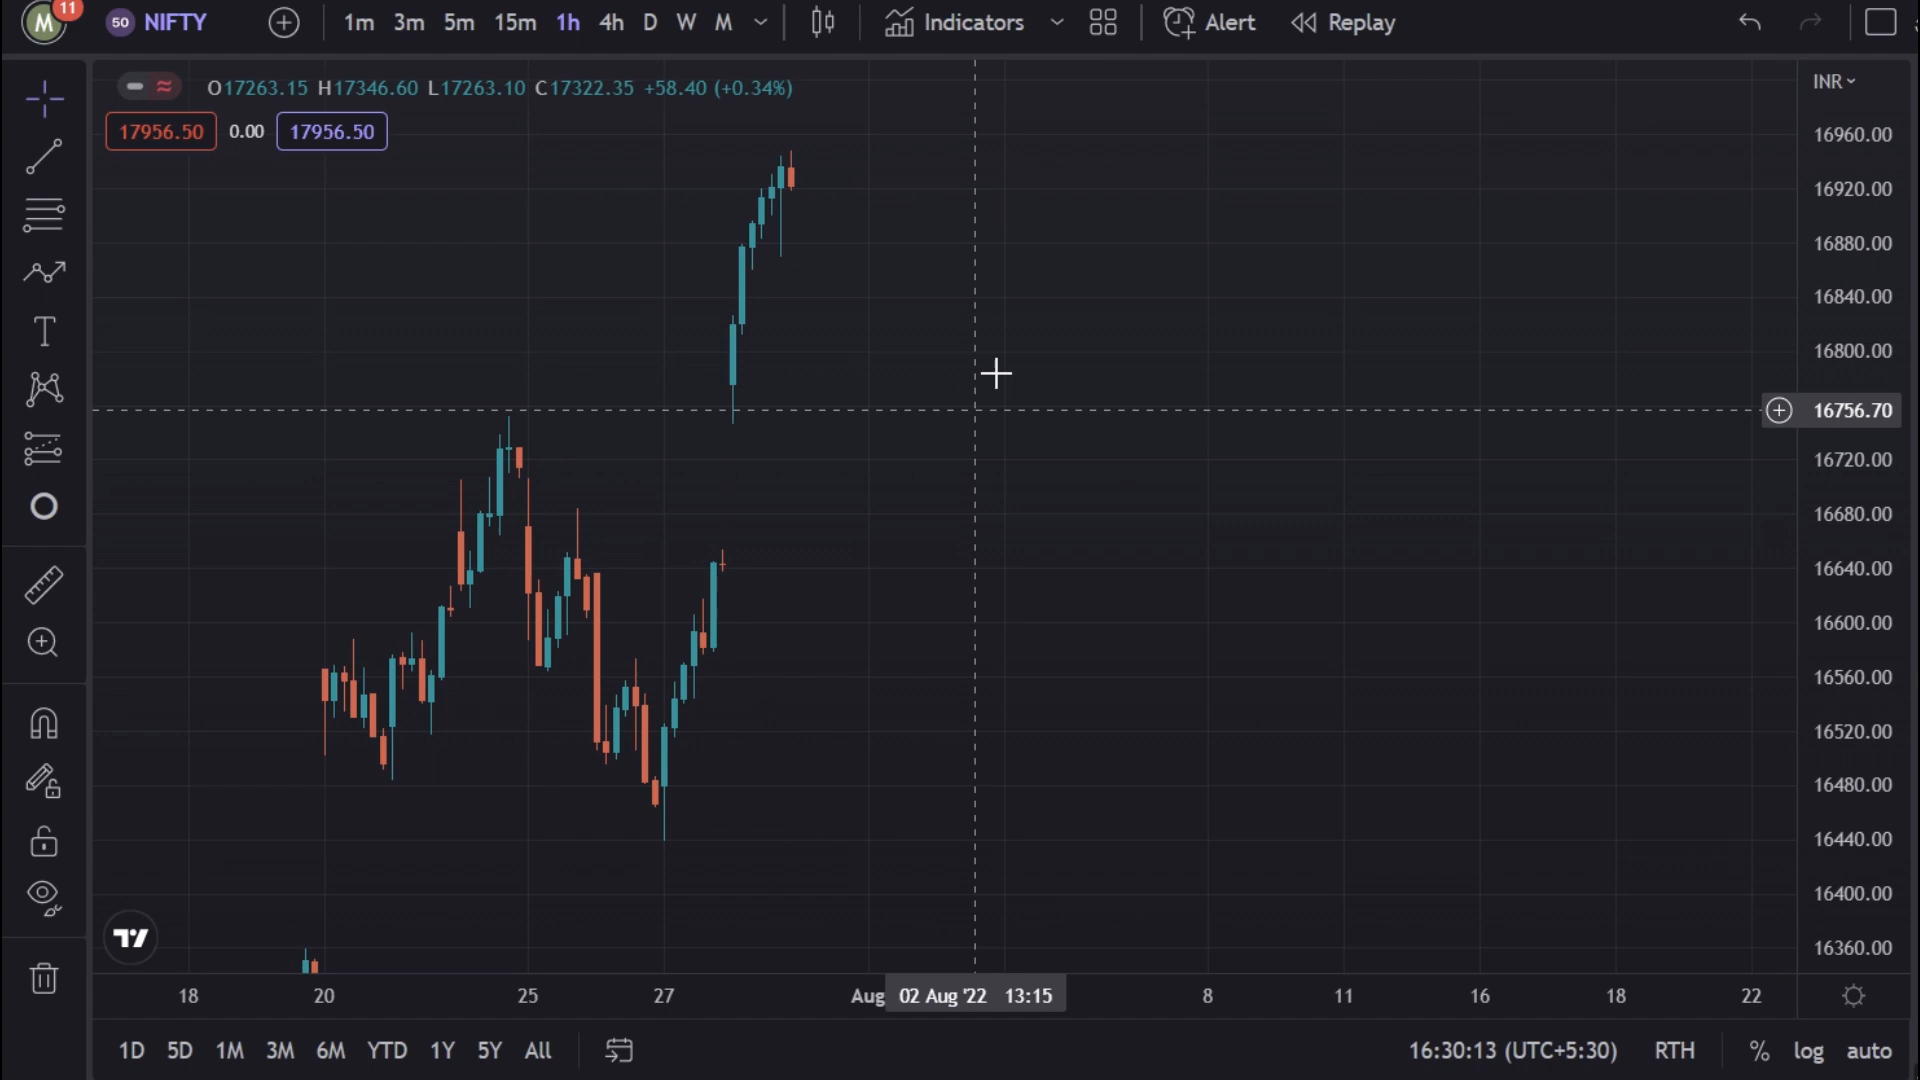 M 11 50 NIFTY 1m 3m 5m 15m 1h 4h D W M Indicators Alert Replay
O17263.15 H17346.60 L17263.10 C17322.35 +58.40 (+0.34%)
INR
17956.50 0.00 17956.50
16960.00
16920.00
16880.00
16840.00
16800.00
16756.70
16720.00
16680.00
16640.00
16600.00
16560.00
16520.00
16480.00
16440.00
16400.00
16360.00
18 20 25 27 Aug 02 Aug '22 13:15 8 11 16 18 22
1D 5D 1M 3M 6M YTD 1Y 5Y All 16:30:13 (UTC+5:30) RTH % log auto